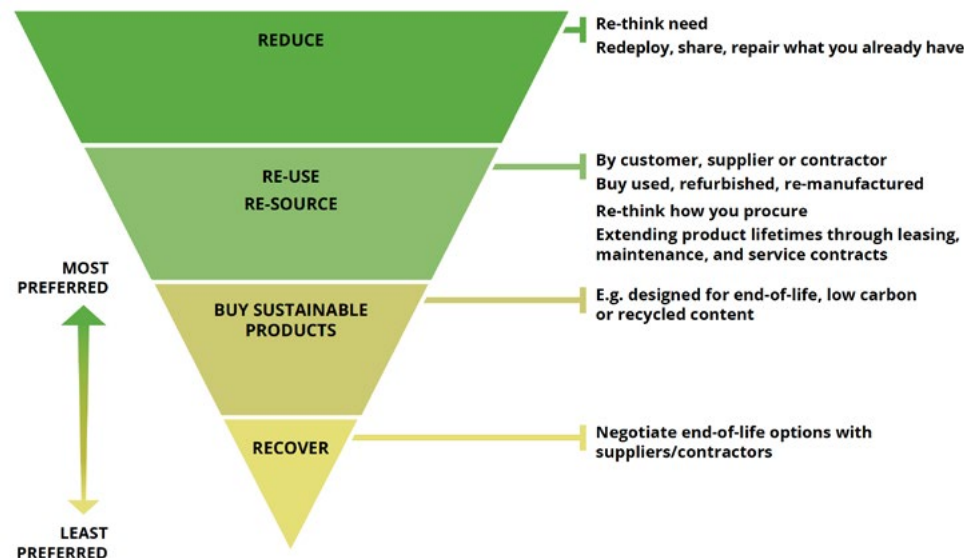 REDUCE
Re-think need
Redeploy, share, repair what you already have
RE-USE
RE-SOURCE
By customer, supplier or contractor
Buy used, refurbished, re-manufactured
Re-think how you procure
Extending product lifetimes through leasing,
maintenance, and service contracts
MOST
PREFERRED
BUY SUSTAINABLE
PRODUCTS
E.g. designed for end-of-life, low carbon
or recycled content
RECOVER
Negotiate end-of-life options with
suppliers/contractors
LEAST
PREFERRED